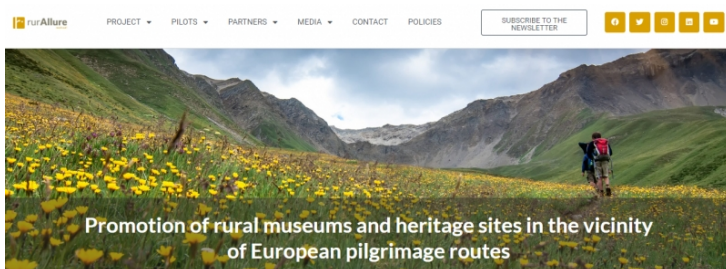 rurAllure
PROJECT PILOTS PARTNERS MEDIA CONTACT POLICIES
SUBSCRIBE TO THE
NEWSLETTER
Promotion of rural museums and heritage sites in the vicinity
of European pilgrimage routes